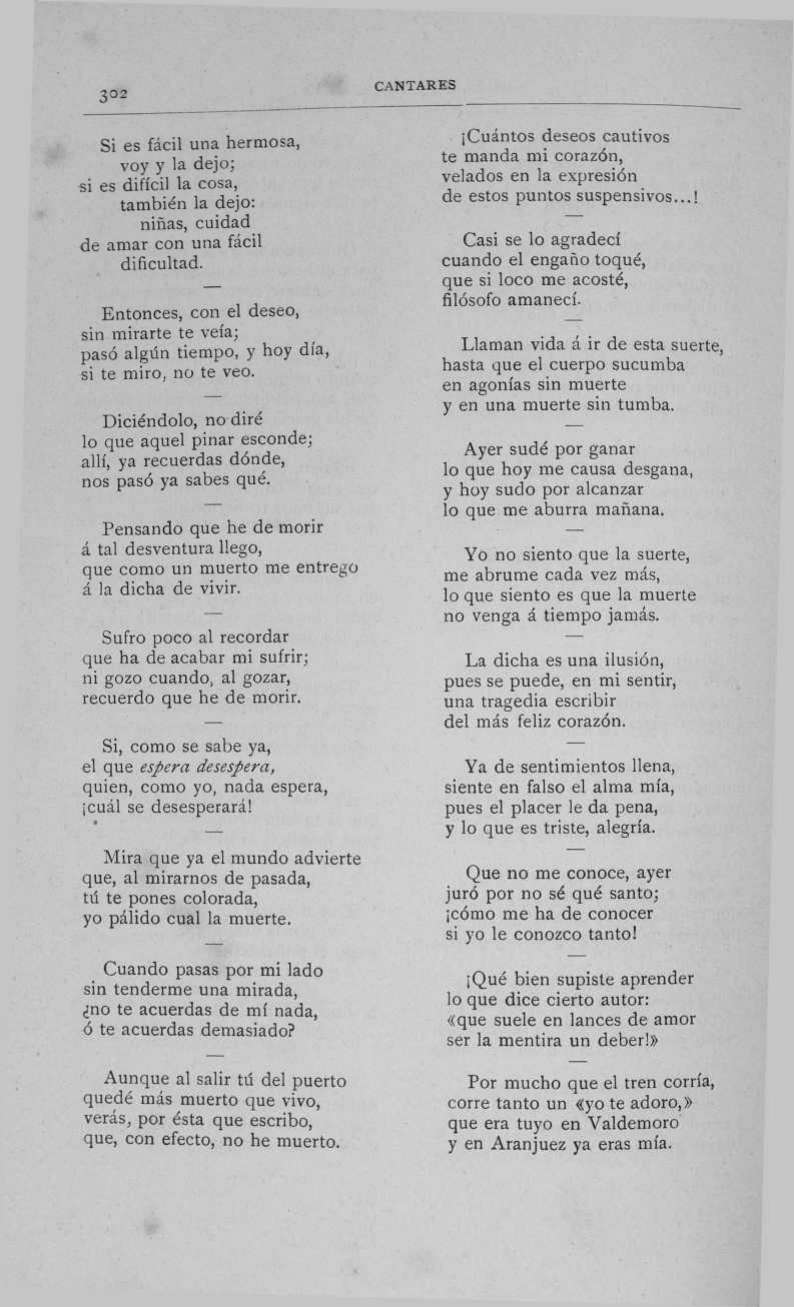 302
CANTARES
Si es fácil una hermosa,
voy y la dejo;
si es difícil la cosa,
también la dejo:
niñas, cuidad
de amar con una fácil
dificultad.
—
Entonces, con el deseo,
sin mirarte te veía;
pasó algún tiempo, y hoy día,
si te miro, no te veo.
—
Diciéndolo, no diré
lo que aquel pinar esconde;
allí, ya recuerdas dónde,
nos pasó ya sabes qué.
—
Pensando que he de morir
á tal desventura llego,
que como un muerto me entrego
á la dicha de vivir.
—
Sufro poco al recordar
que ha de acabar mi sufrir;
ni gozo cuando, al gozar,
recuerdo que he de morir.
—
Si, como se sabe ya,
el que espera desespera,
quien, como yo, nada espera,
¡cuál se desesperará!
—
Mira que ya el mundo advierte
que, al mirarnos de pasada,
tú te pones colorada,
yo pálido cual la muerte.
—
Cuando pasas por mi lado
sin tenderme una mirada,
¿no te acuerdas de mí nada,
ó te acuerdas demasiado?
—
Aunque al salir tú del puerto
quedé más muerto que vivo,
verás, por ésta que escribo,
que, con efecto, no he muerto.
¡Cuántos deseos cautivos
te manda mi corazón,
velados en la expresión
de estos puntos suspensivos...!
—
Casi se lo agradecí
cuando el engaño toqué,
que si loco me acosté,
filósofo amanecí.
—
Llaman vida á ir de esta suerte,
hasta que el cuerpo sucumba
en agonías sin muerte
y en una muerte sin tumba.
—
Ayer sudé por ganar
lo que hoy me causa desgana,
y hoy sudo por alcanzar
lo que me aburra mañana.
—
Yo no siento que la suerte,
me abrume cada vez más,
lo que siento es que la muerte
no venga á tiempo jamás.
—
La dicha es una ilusión,
pues se puede, en mi sentir,
una tragedia escribir
del más feliz corazón.
—
Ya de sentimientos llena,
siente en falso el alma mía,
pues el placer le da pena,
y lo que es triste, alegría.
—
Que no me conoce, ayer
juró por no sé qué santo;
¡cómo me ha de conocer
si yo le conozco tanto!
—
¡Qué bien supiste aprender
lo que dice cierto autor:
«que suele en lances de amor
ser la mentira un deber!»
—
Por mucho que el tren corría,
corre tanto un «yo te adoro,»
que era tuyo en Valdemoro
y en Aranjuez ya eras mía.